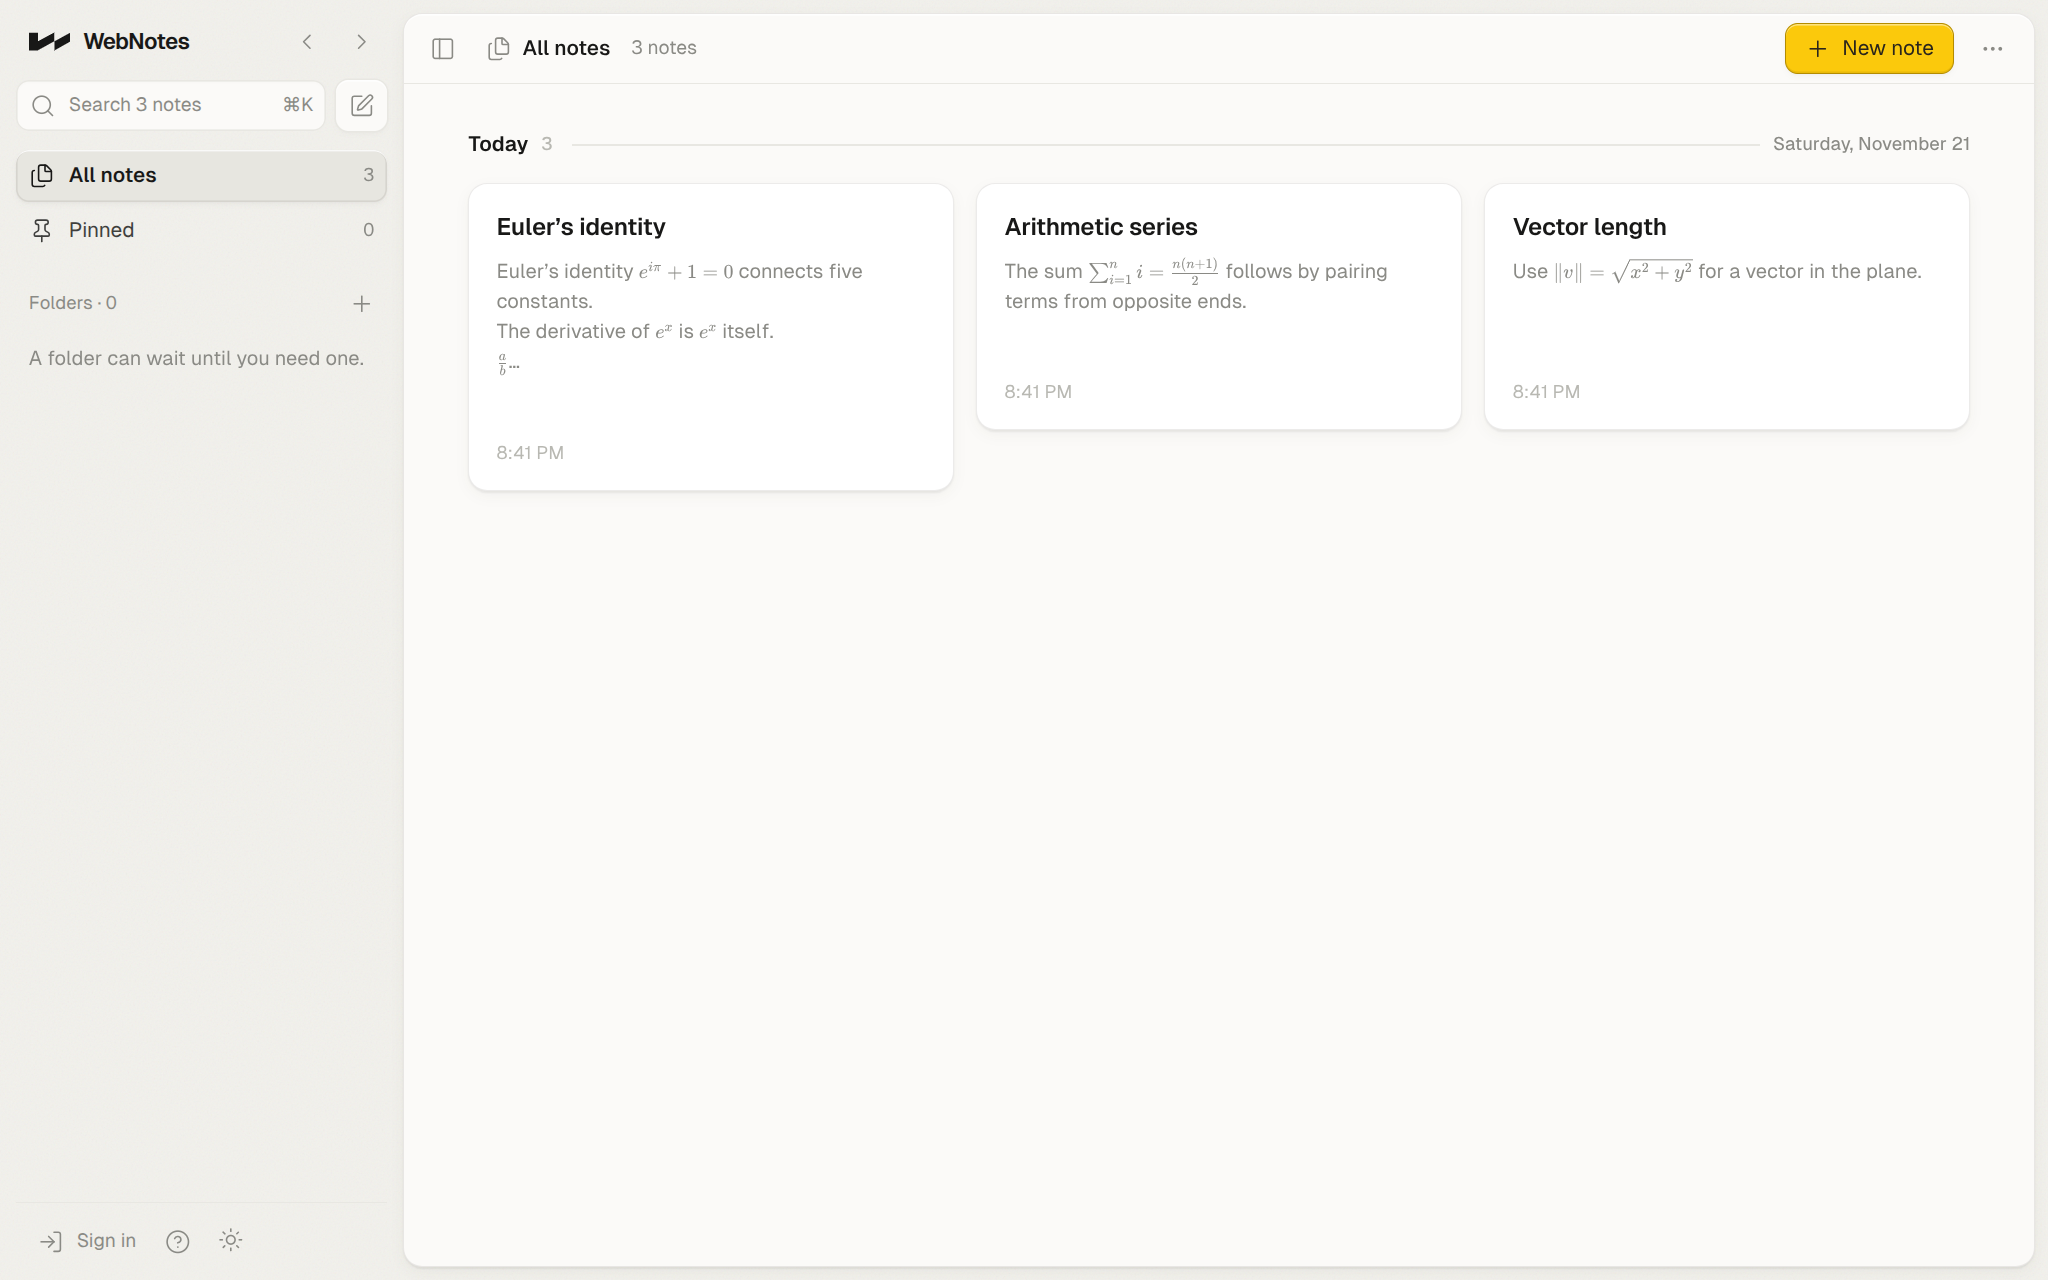 WebNotes
Search 3 notes ⌘K
All notes 3
Pinned 0
Folders · 0
A folder can wait until you need one.
Sign in
All notes 3 notes
New note
Today 3
Saturday, November 21
Euler’s identity
Euler’s identity e^{iπ} + 1 = 0 connects five
constants.
The derivative of e^x is e^x itself.
\frac{a}{b}…
8:41 PM
Arithmetic series
The sum \sum_{i=1}^{n} i = \frac{n(n+1)}{2} follows by pairing
terms from opposite ends.
8:41 PM
Vector length
Use ‖v‖ = \sqrt{x^2 + y^2} for a vector in the plane.
8:41 PM